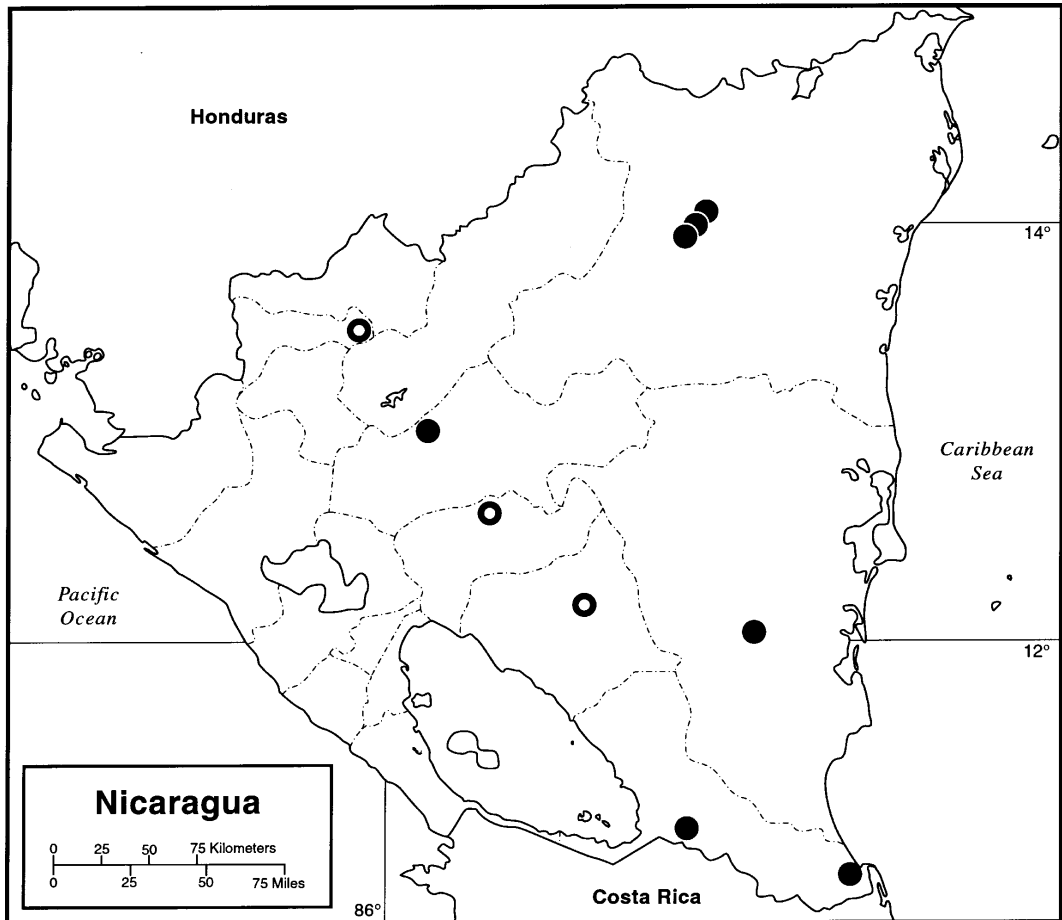 Honduras
14°
Caribbean
Sea
Pacific
Ocean
12°
Nicaragua
0 25 50 75 Kilometers
0 25 50 75 Miles
86°
Costa Rica